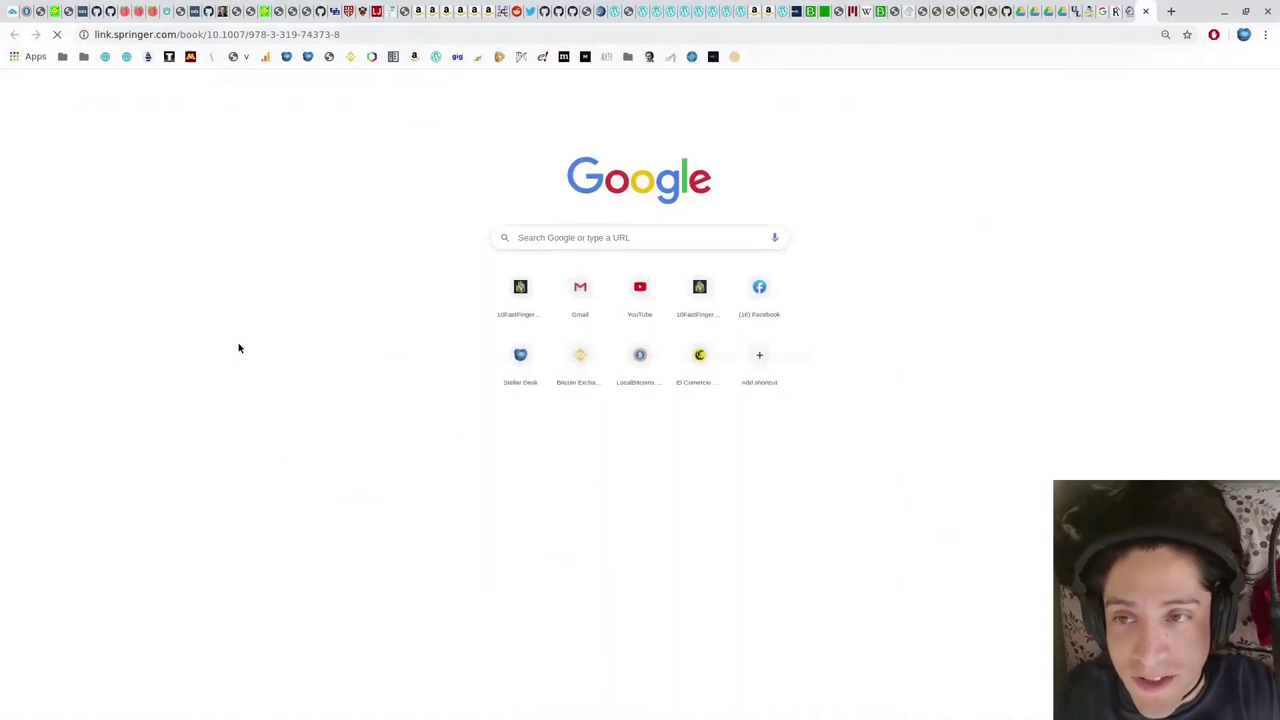 link.springer.com/book/10.1007/978-3-319-74373-8
Apps
v
gig
Google
Search Google or type a URL
10FastFinger...
Gmail
YouTube
10FastFinger...
(16) Facebook
Stellar Desk
Bitcoin Excha...
LocalBitcoins....
El Comercio ...
Add shortcut